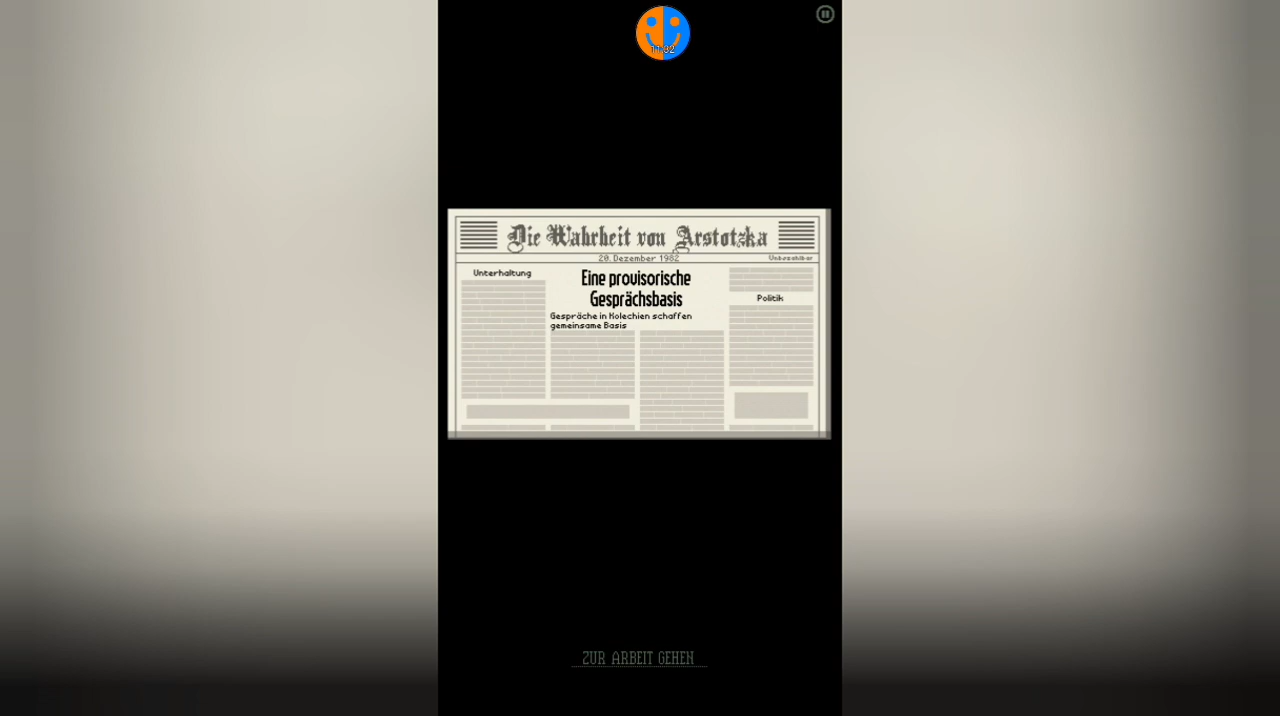 11:32
Die Wahrheit von Arstotzka
20. Dezember 1982
Unbezahlbar
Unterhaltung
Eine provisorische
Gesprächsbasis
Gespräche in Kolechien schaffen
gemeinsame Basis
Politik
ZUR ARBEIT GEHEN